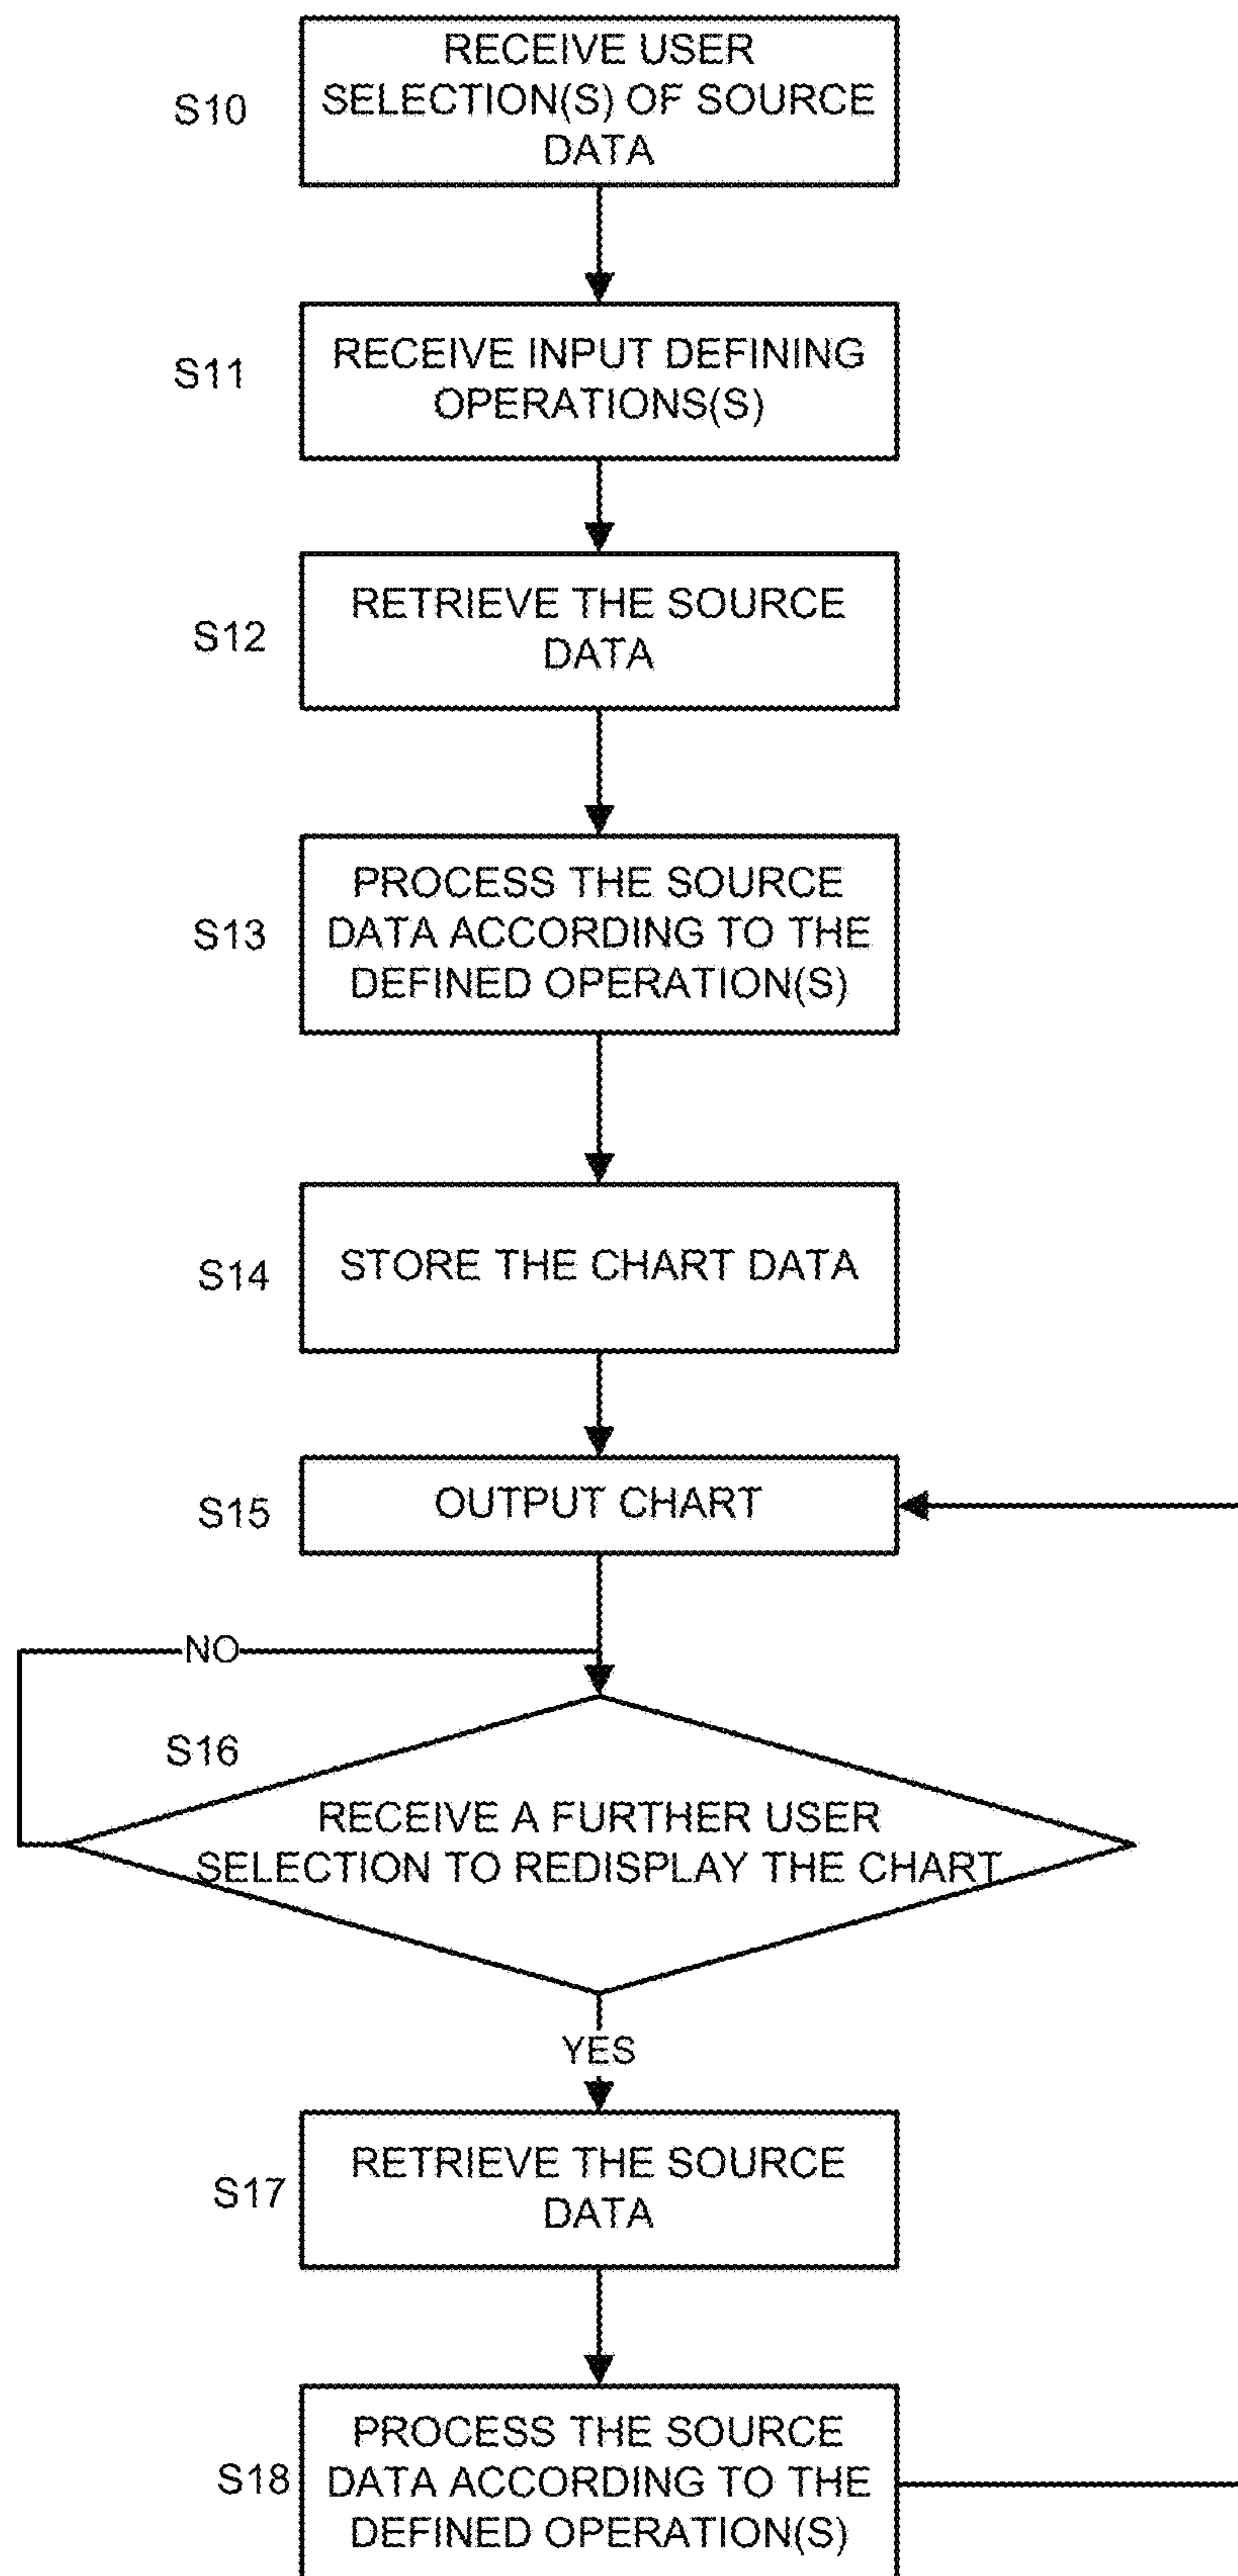 RECEIVE USER
SELECTION(S) OF SOURCE
DATA
S10
RECEIVE INPUT DEFINING
OPERATIONS(S)
S11
RETRIEVE THE SOURCE
DATA
S12
PROCESS THE SOURCE
DATA ACCORDING TO THE
DEFINED OPERATION(S)
S13
STORE THE CHART DATA
S14
OUTPUT CHART
S15
NO
S16
RECEIVE A FURTHER USER
SELECTION TO REDISPLAY THE CHART
YES
RETRIEVE THE SOURCE
DATA
S17
PROCESS THE SOURCE
DATA ACCORDING TO THE
DEFINED OPERATION(S)
S18